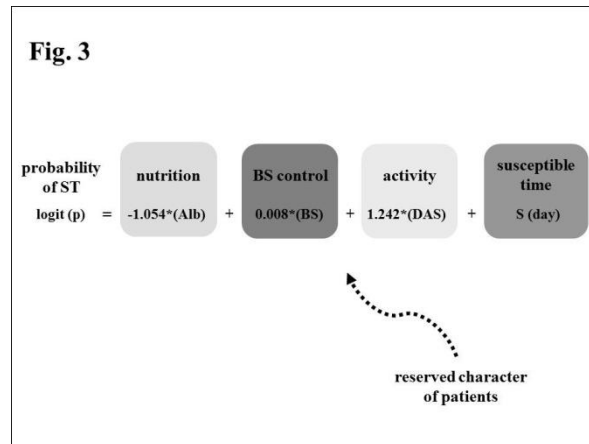 Fig. 3
probability of ST
nutrition
BS control
activity
susceptible time
logit (p) = -1.054*(Alb) + 0.008*(BS) + 1.242*(DAS) + S (day)
reserved character
of patients